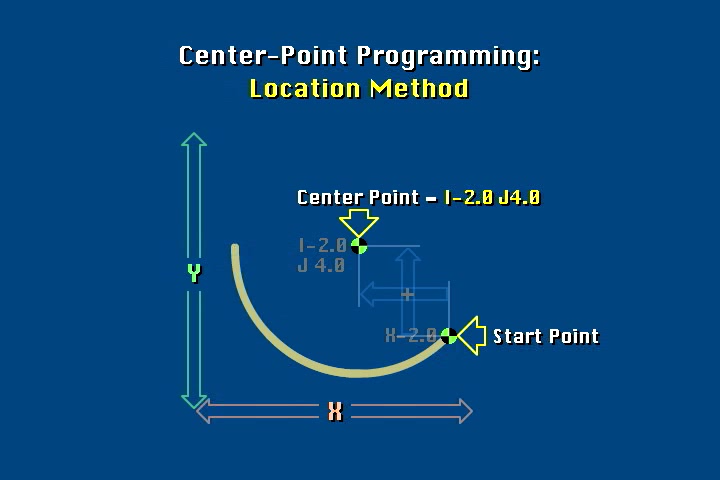 Center-Point Programming:
Location Method
Center Point = I-2.0 J4.0
I-2.0
J 4.0
Y
+
X-2.0
Start Point
X